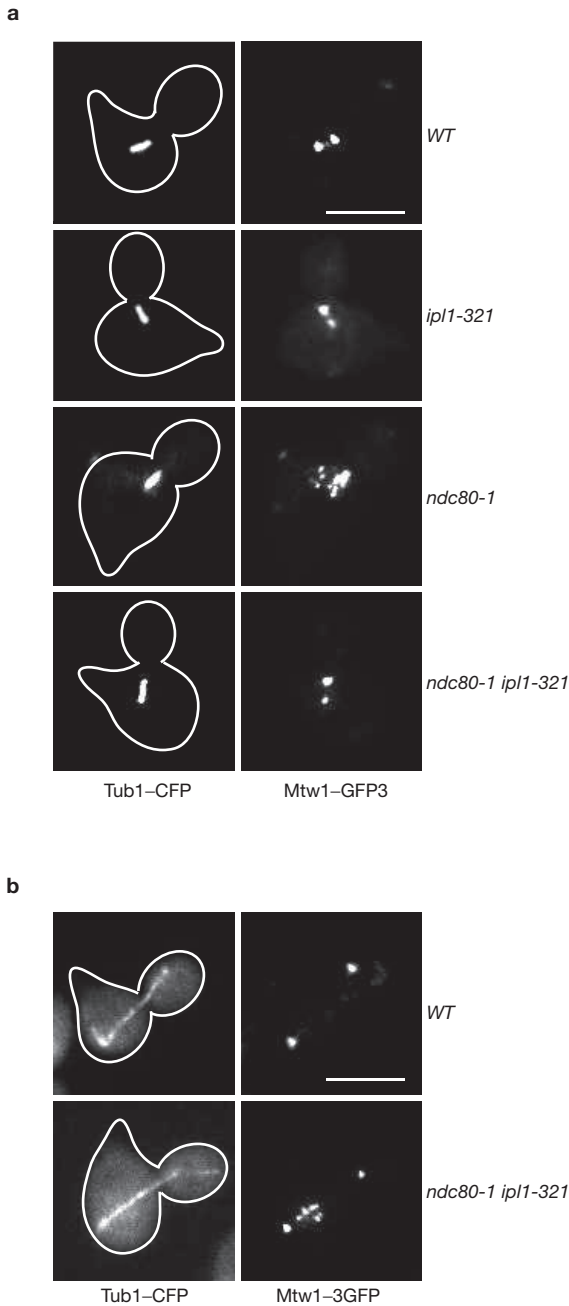 a
WT
ipl1-321
ndc80-1
ndc80-1 ipl1-321
Tub1–CFP Mtw1–GFP3
b
WT
ndc80-1 ipl1-321
Tub1–CFP Mtw1–3GFP